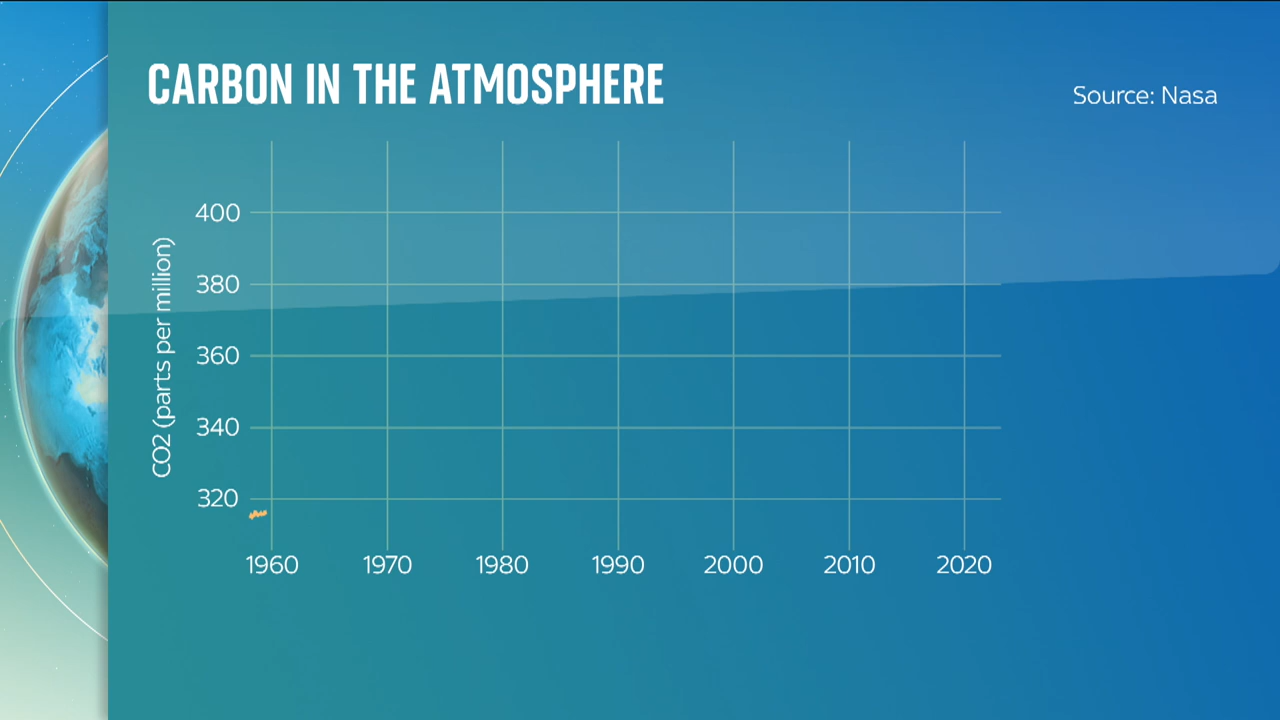 CARBON IN THE ATMOSPHERE
Source: Nasa
CO2 (parts per million)
400
380
360
340
320
1960 1970 1980 1990 2000 2010 2020